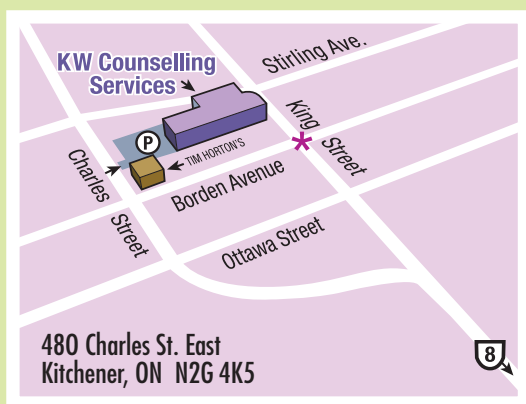 KW Counselling
Services
Stirling Ave.
King Street
P
TIM HORTON'S
Charles Street
Borden Avenue
Ottawa Street
480 Charles St. East
Kitchener, ON N2G 4K5
8